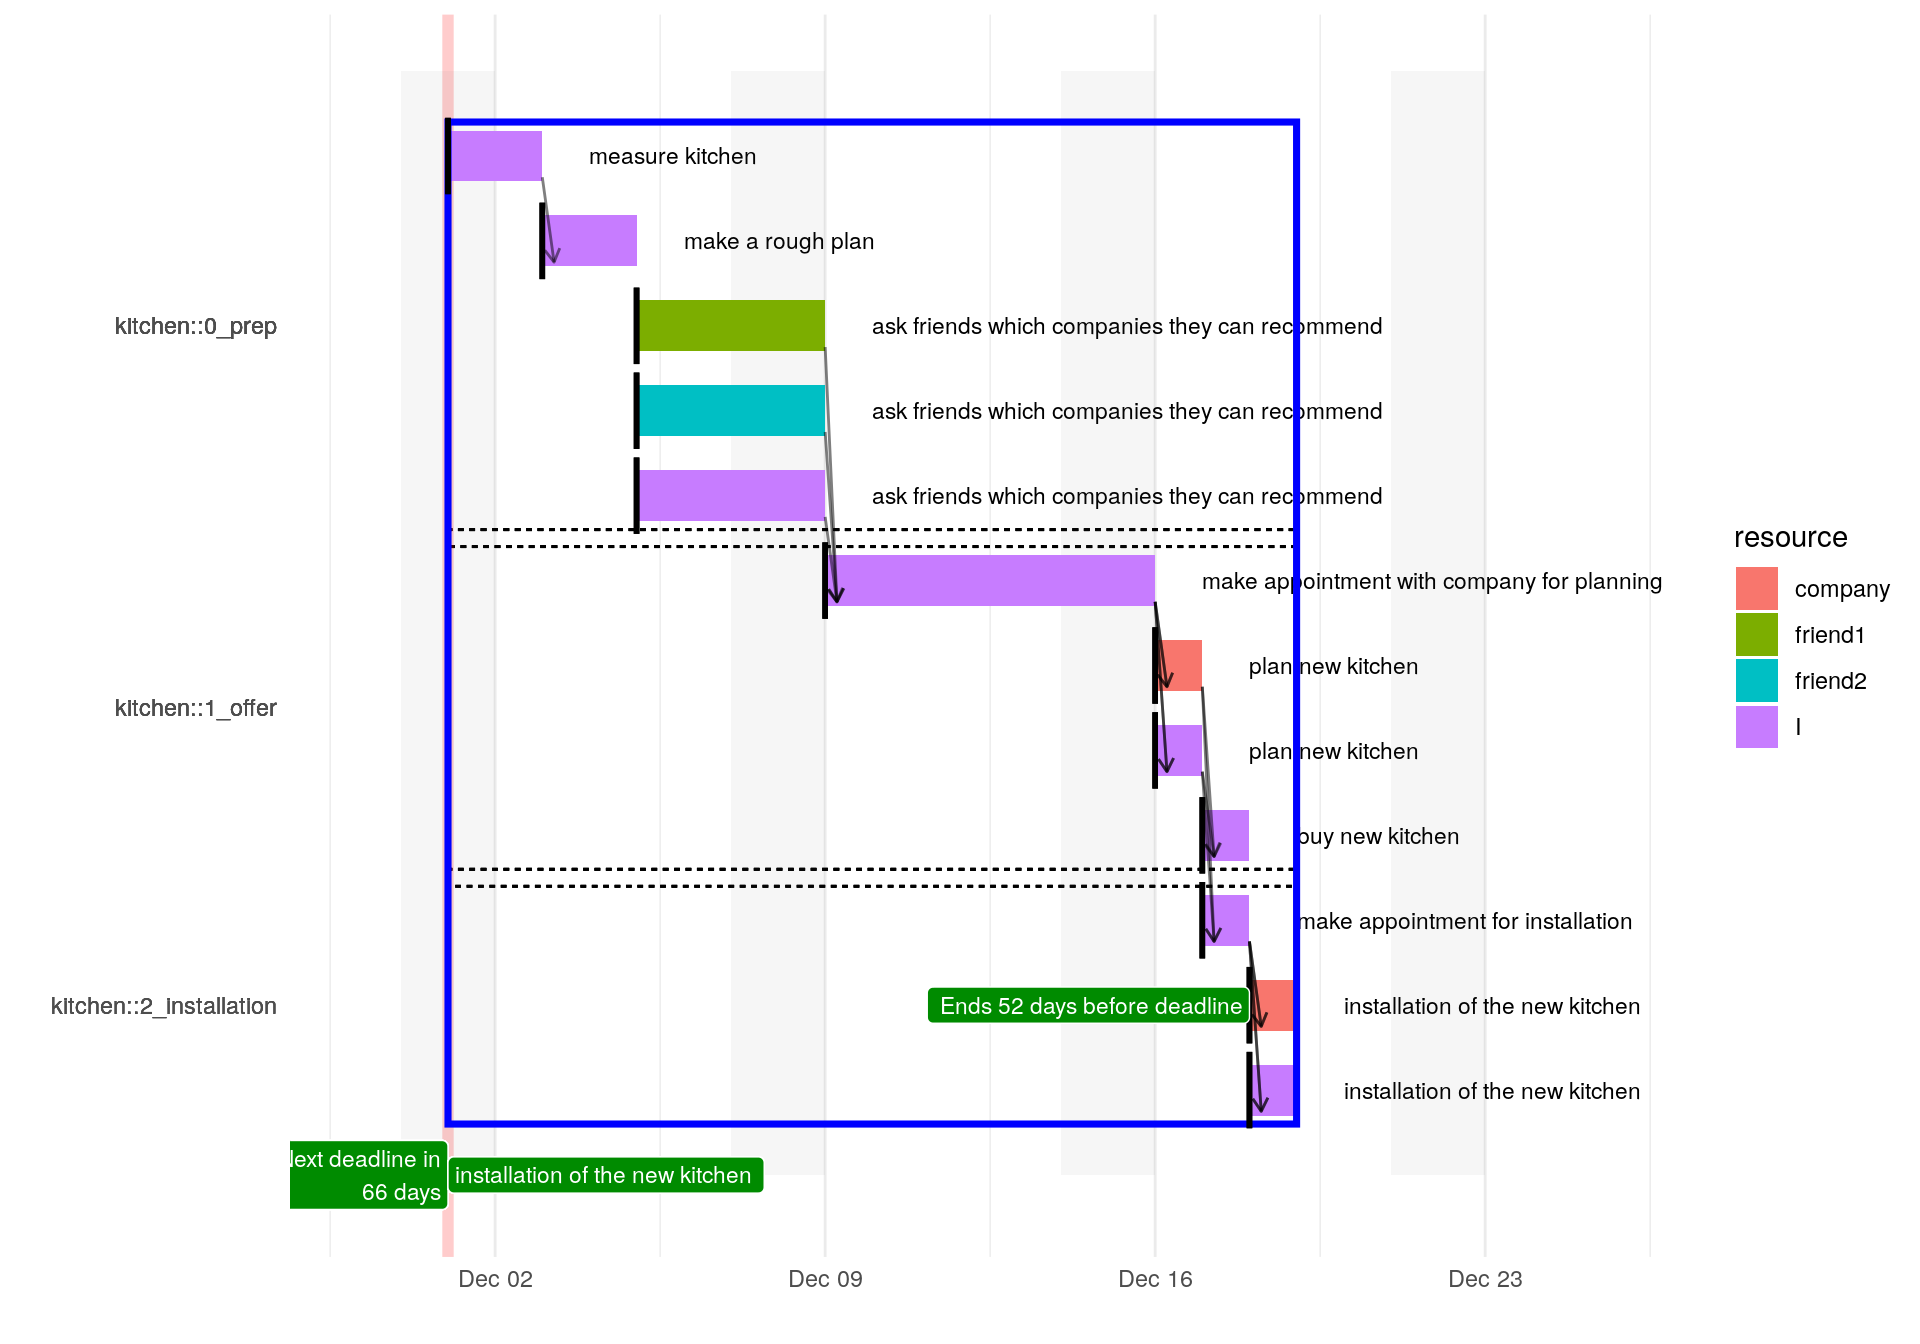 measure kitchen
make a rough plan
kitchen::0_prep
ask friends which companies they can recommend
ask friends which companies they can recommend
ask friends which companies they can recommend
make appointment with company for planning
plan new kitchen
kitchen::1_offer
plan new kitchen
buy new kitchen
make appointment for installation
kitchen::2_installation
Ends 52 days before deadline
installation of the new kitchen
installation of the new kitchen
deadline in
66 days
installation of the new kitchen
Dec 02
Dec 09
Dec 16
Dec 23
resource
company
friend1
friend2
I